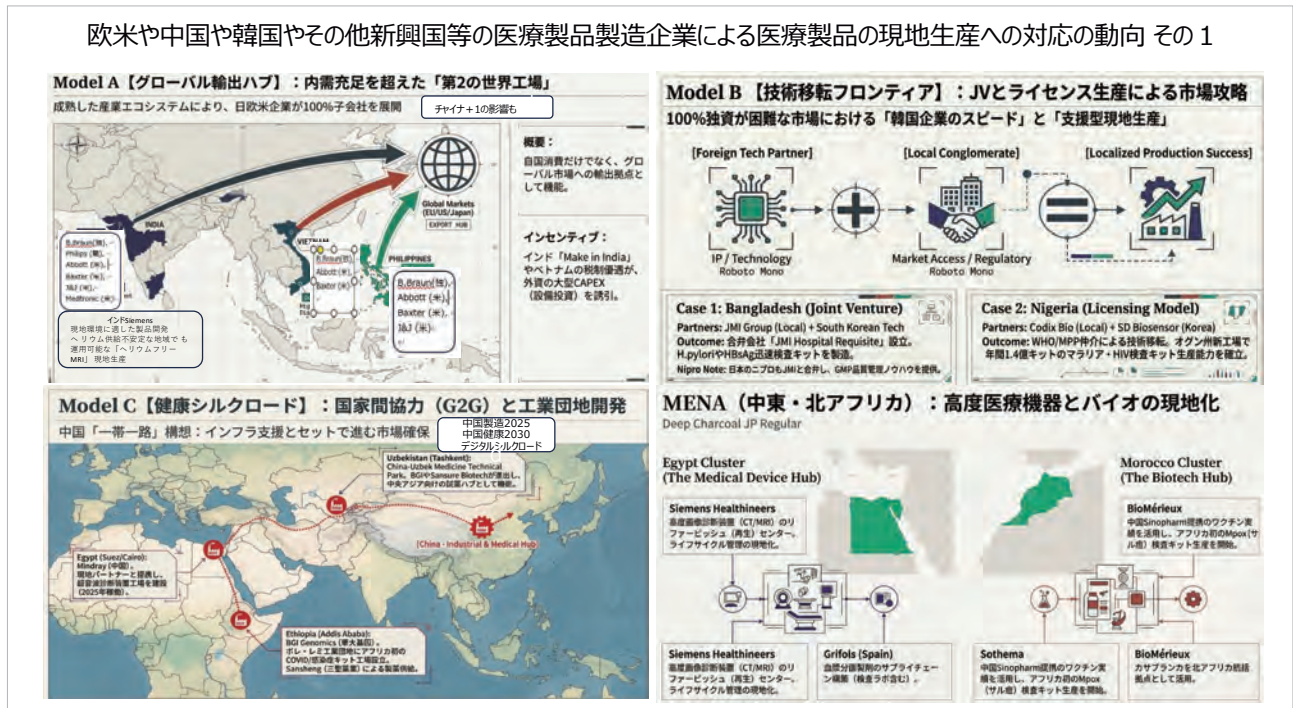 欧米や中国や韓国やその他新興国等の医療製品製造企業による医療製品の現地生産への対応の動向 その1
Model A【グローバル輸出ハブ】：内需充足を超えた「第2の世界工場」
成熟した産業エコシステムにより、日欧米企業が100%子会社を展開
チャイナ+1の影響も
INDIA
B.Braun(独)、
Philips (蘭)、
Abbott (米)、
Baxter (米)、
J&J (米)、
Medtronic (米)
インドSiemens
現地環境に適した製品開発
ヘリウム供給不安定な地域でも
運用可能な「ヘリウムフリー
MRI」 現地生産
VIETNAM
B.Braun(独)
Abbott (米)
Baxter (米)
PHILIPPINES
B.Braun(独)、
Abbott (米)、
Baxter (米)、
J&J (米)
Global Markets
(EU/US/Japan)
EXPORT HUB
概要：
自国消費だけでなく、グロ
ーバル市場への輸出拠点と
して機能。
インセンティブ：
インド「Make in India」
やベトナムの税制優遇が、
外資の大型CAPEX
（設備投資）を誘引。
Model B 【技術移転フロンティア】：JVとライセンス生産による市場攻略
100%独資が困難な市場における「韓国企業のスピード」と「支援型現地生産」
[Foreign Tech Partner]
IP / Technology
Roboto Mono
[Local Conglomerate]
Market Access / Regulatory
Roboto Mono
[Localized Production Success]
Case 1: Bangladesh (Joint Venture)
Partners: JMI Group (Local) + South Korean Tech
Outcome: 合弁会社「JMI Hospital Requisite」設立。
H.pyloriやHBsAg迅速検査キットを製造。
Nipro Note: 日本のニプロもJMIと合弁し、GMP品質管理ノウハウを提供。
Case 2: Nigeria (Licensing Model)
Partners: Codix Bio (Local) + SD Biosensor (Korea)
Outcome: WHO/MPP仲介による技術移転。オグン州新工場で
年間1.4億キットのマラリア・HIV検査キット生産能力を確立。
Model C【健康シルクロード】：国家間協力（G2G）と工業団地開発
中国「一帯一路」構想：インフラ支援とセットで進む市場確保
中国製造2025
中国健康2030
デジタルシルクロード
Uzbekistan (Tashkent):
China-Uzbek Medicine Technical
Park。BGIやSansure Biotechが進出し、
中央アジア向けの試薬ハブとして機能。
[China - Industrial & Medical Hub]
Egypt (Suez/Cairo):
Mindray (中国)。
現地パートナーと提携し、
超音波診断装置工場を建設
(2025年稼働)。
Ethiopia (Addis Ababa):
BGI Genomics (華大基因)。
ボレ・レミ工業団地にアフリカ初の
COVID/感染症キット工場設立。
Sansheng (三聖薬業) による製薬供給。
MENA（中東・北アフリカ）：高度医療機器とバイオの現地化
Deep Charcoal JP Regular
Egypt Cluster
(The Medical Device Hub)
Siemens Healthineers
高度画像診断装置（CT/MRI）のリ
ファービッシュ（再生）センター。
ライフサイクル管理の現地化。
Siemens Healthineers
高度画像診断装置（CT/MRI）のリ
ファービッシュ（再生）センター。
ライフサイクル管理の現地化。
Grifols (Spain)
血漿分画製剤のサプライチェー
ン構築（検査ラボ含む）。
Morocco Cluster
(The Biotech Hub)
BioMérieux
中国Sinopharm提携のワクチン実
績を活用し、アフリカ初のMpox(サ
ル痘）検査キット生産を開始。
Sothema
中国Sinopharm提携のワクチン実
績を活用し、アフリカ初のMpox
（サル痘）検査キット生産を開始。
BioMérieux
カサブランカを北アフリカ統括
拠点として活用。